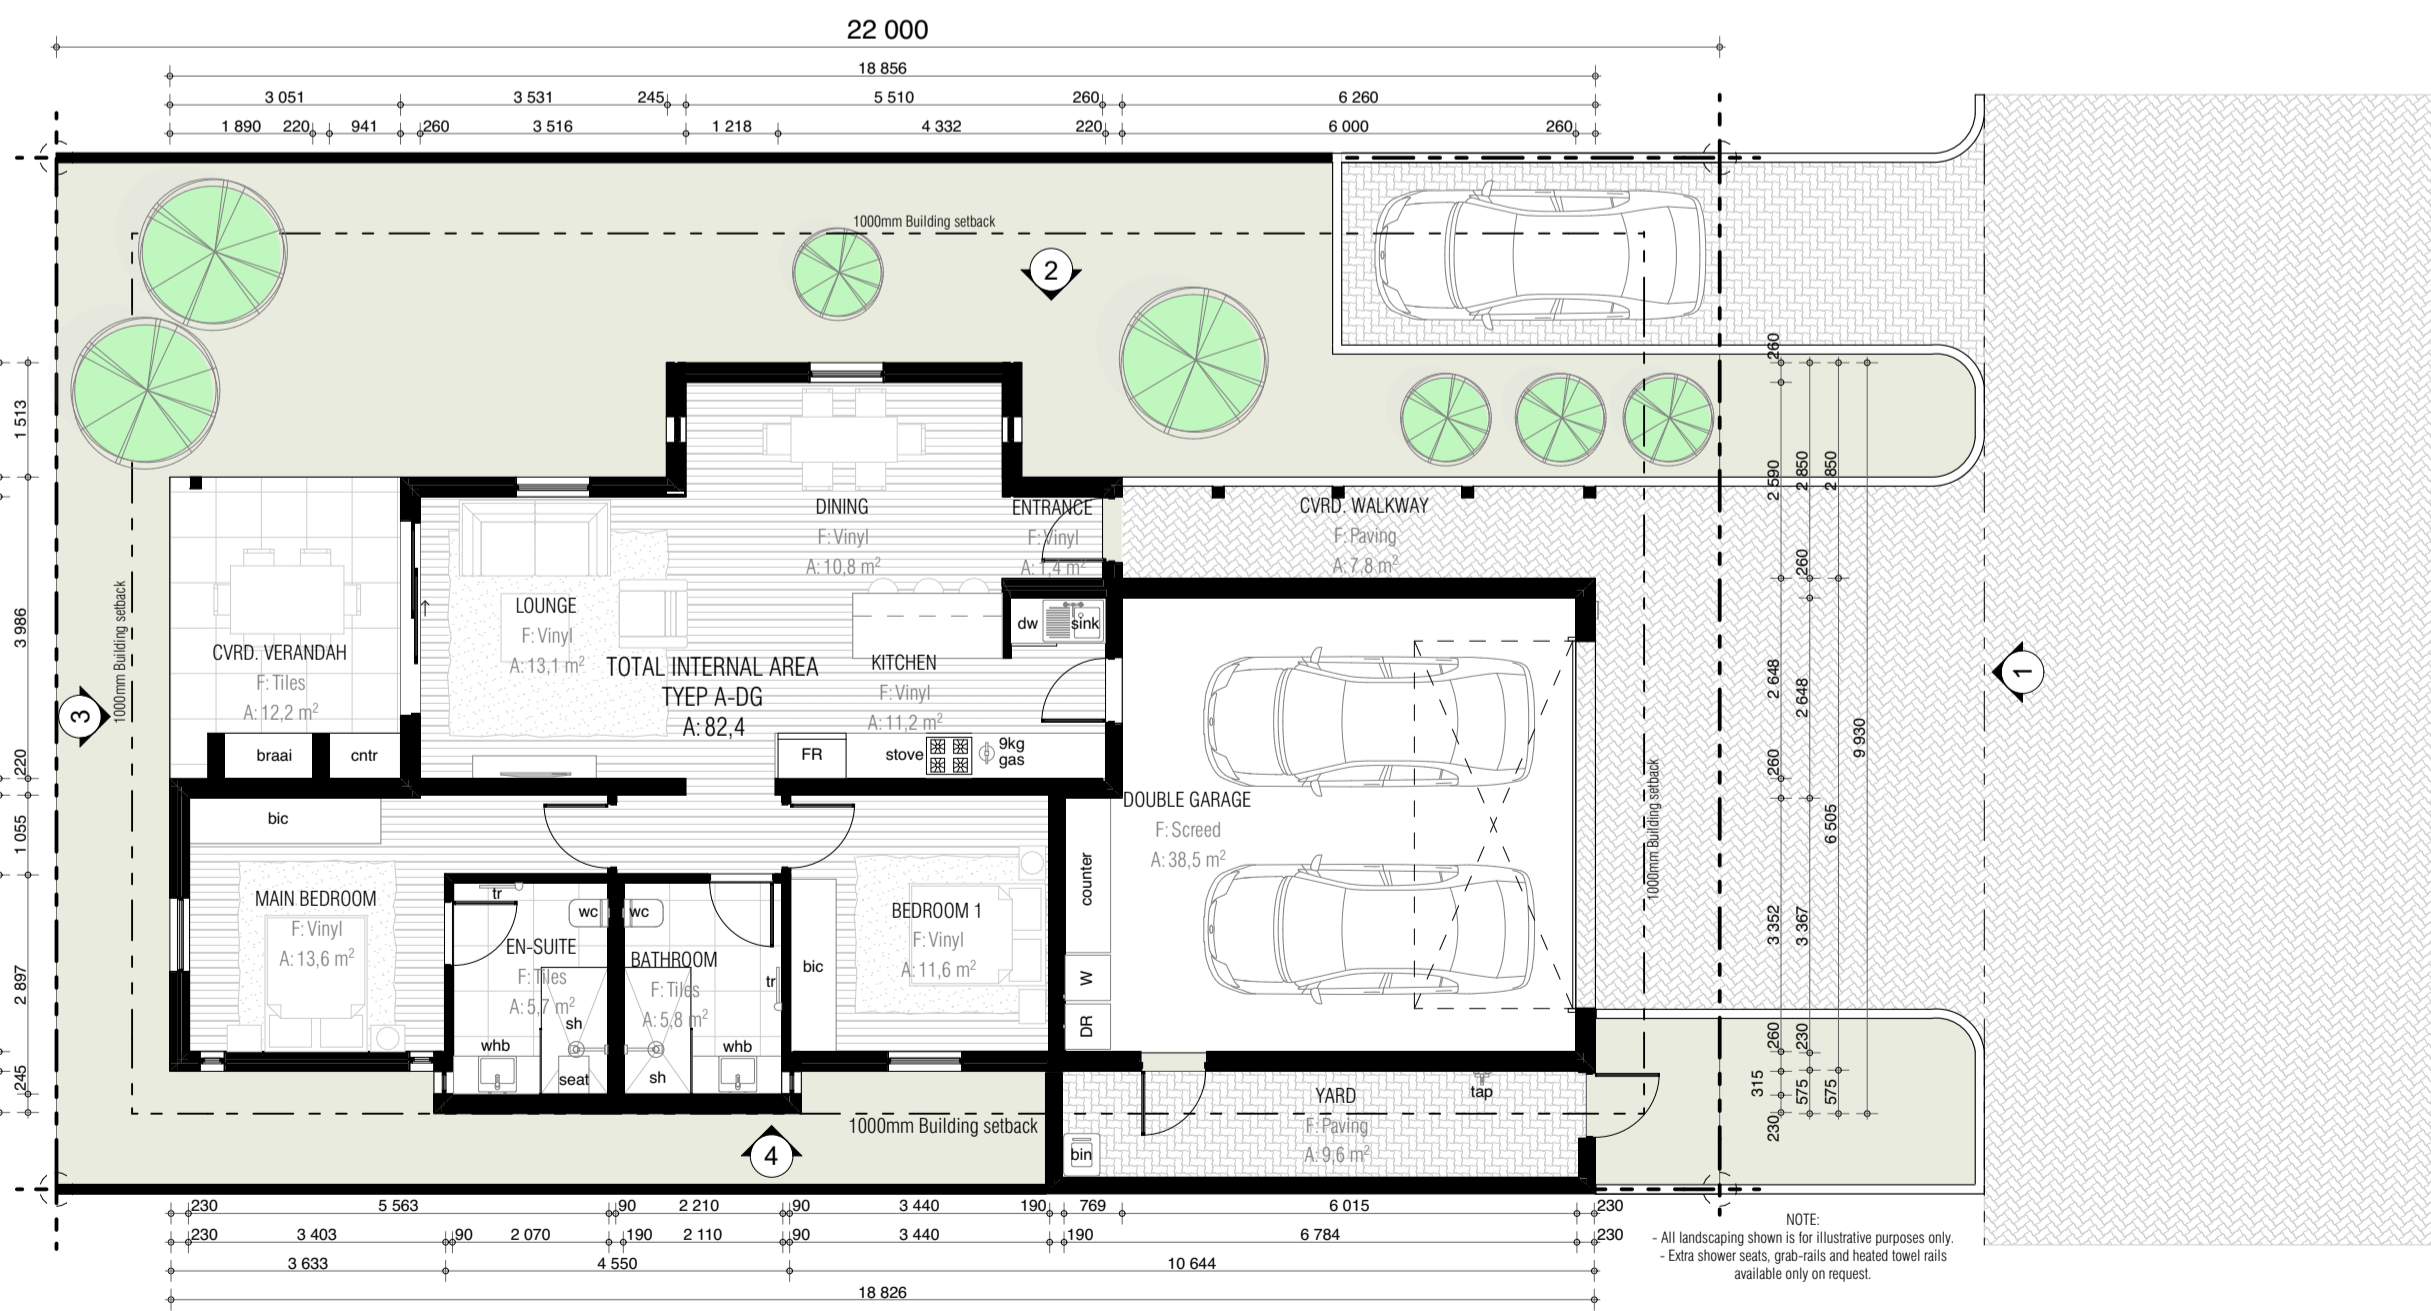 22 000
18 856
3 051
3 531
245
5 510
260
6 260
1 890
220
941
260
3 516
1 218
4 332
220
6 000
260
1000mm Building setback
2
260
1 513
2 590
2 850
2 850
DINING
F: Vinyl
A: 10,8 m²
ENTRANCE
F: Vinyl
A: 1,4 m²
CVRD. WALKWAY
F: Paving
A: 7,8 m²
260
1000mm Building setback
3 986
LOUNGE
F: Vinyl
A: 13,1 m²
dw
sink
CVRD. VERANDAH
F: Tiles
A: 12,2 m²
TOTAL INTERNAL AREA
TYEP A-DG
A: 82,4
KITCHEN
F: Vinyl
A: 11,2 m²
1
2 648
2 648
3
9 930
braai
cntr
FR
stove
9kg
gas
220
260
DOUBLE GARAGE
F: Screed
A: 38,5 m²
1000mm Building setback
6 505
1 055
bic
counter
MAIN BEDROOM
F: Vinyl
A: 13,6 m²
tr
wc
wc
EN-SUITE
F: Tiles
A: 5,7 m²
BATHROOM
F: Tiles
A: 5,8 m²
tr
bic
BEDROOM 1
F: Vinyl
A: 11,6 m²
3 352
3 367
2 897
W
DR
sh
whb
seat
sh
whb
260
230
245
315
575
575
230
YARD
F: Paving
A: 9,6 m²
tap
bin
1000mm Building setback
4
230
5 563
90
2 210
90
3 440
190
769
6 015
230
230
3 403
90
2 070
190
2 110
90
3 440
190
6 784
230
3 633
4 550
10 644
18 826
NOTE:
- All landscaping shown is for illustrative purposes only.
- Extra shower seats, grab-rails and heated towel rails
available only on request.